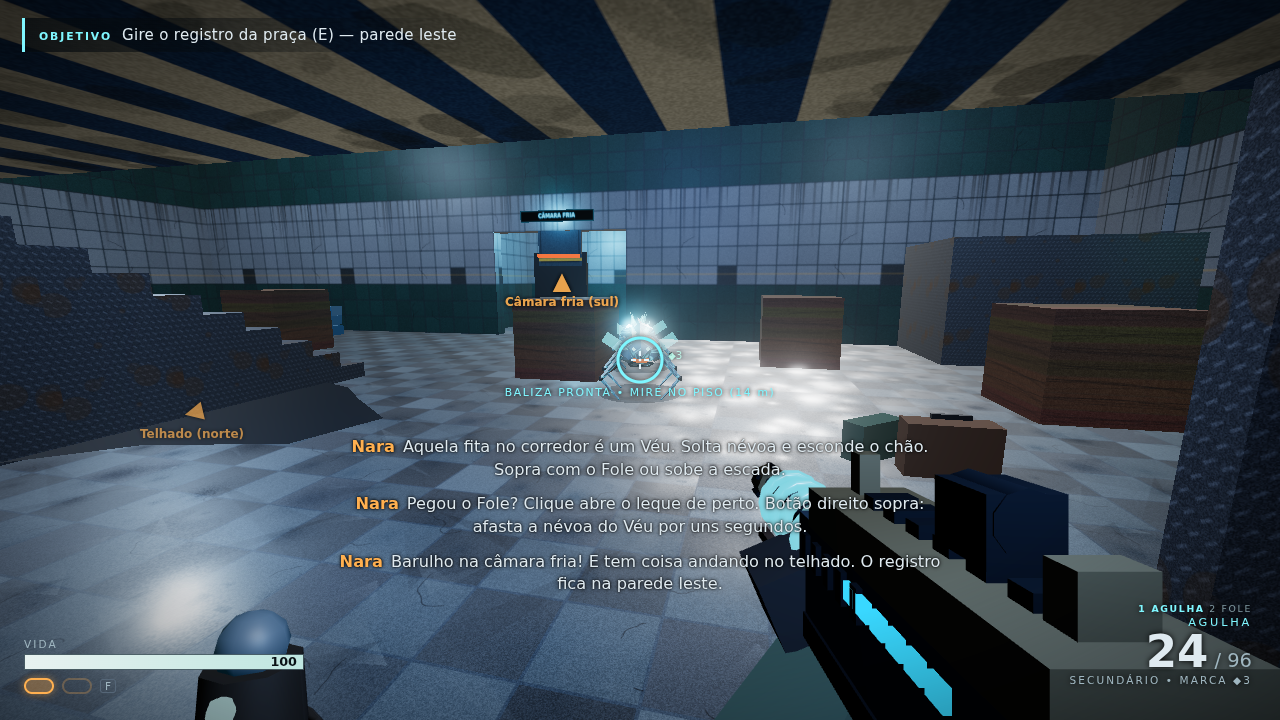 OBJETIVO Gire o registro da praça (E) — parede leste
CÂMARA FRIA
Câmara fria (sul)
◆3
BALIZA PRONTA • MIRE NO PISO (14 m)
Telhado (norte)
Nara Aquela fita no corredor é um Véu. Solta névoa e esconde o chão.
Sopra com o Fole ou sobe a escada.
Nara Pegou o Fole? Clique abre o leque de perto. Botão direito sopra:
afasta a névoa do Véu por uns segundos.
Nara Barulho na câmara fria! E tem coisa andando no telhado. O registro
fica na parede leste.
VIDA
100
F
1 AGULHA 2 FOLE
AGULHA
24 / 96
SECUNDÁRIO • MARCA ◆3